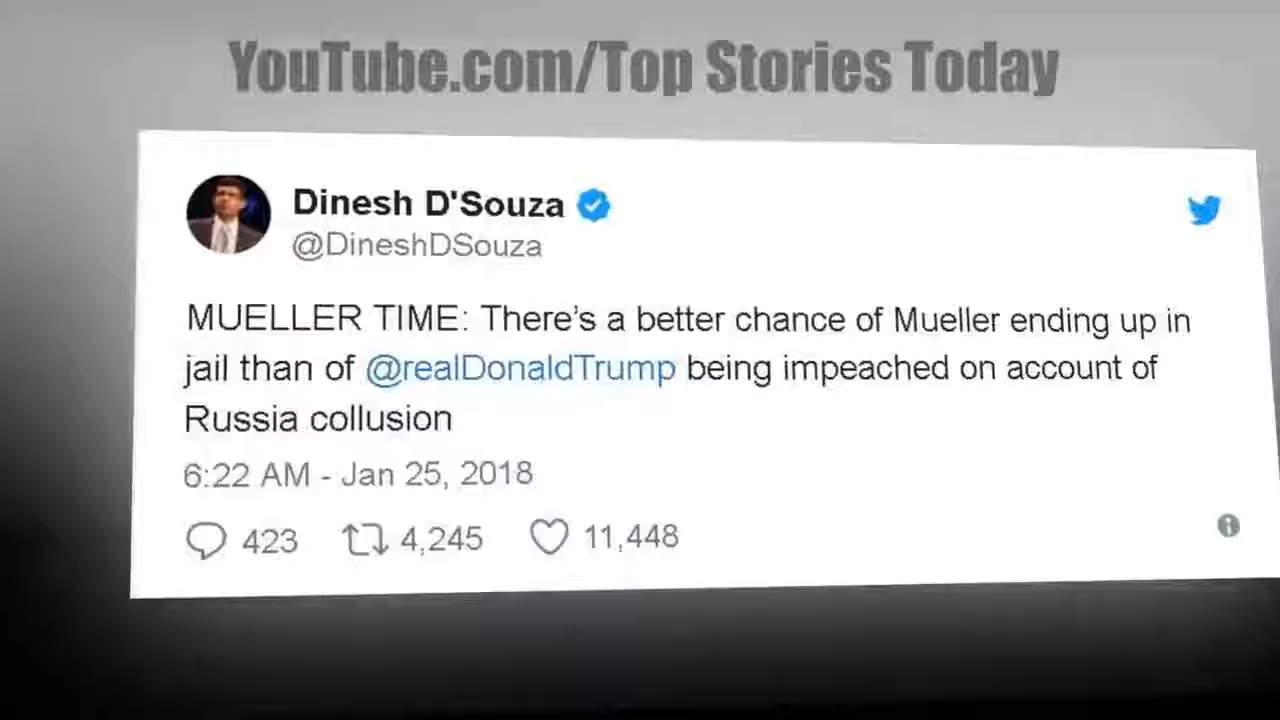 YouTube.com/Top Stories Today
Dinesh D'Souza
@DineshDSouza
MUELLER TIME: There's a better chance of Mueller ending up in
jail than of @realDonaldTrump being impeached on account of
Russia collusion
6:22 AM - Jan 25, 2018
423 4,245 11,448